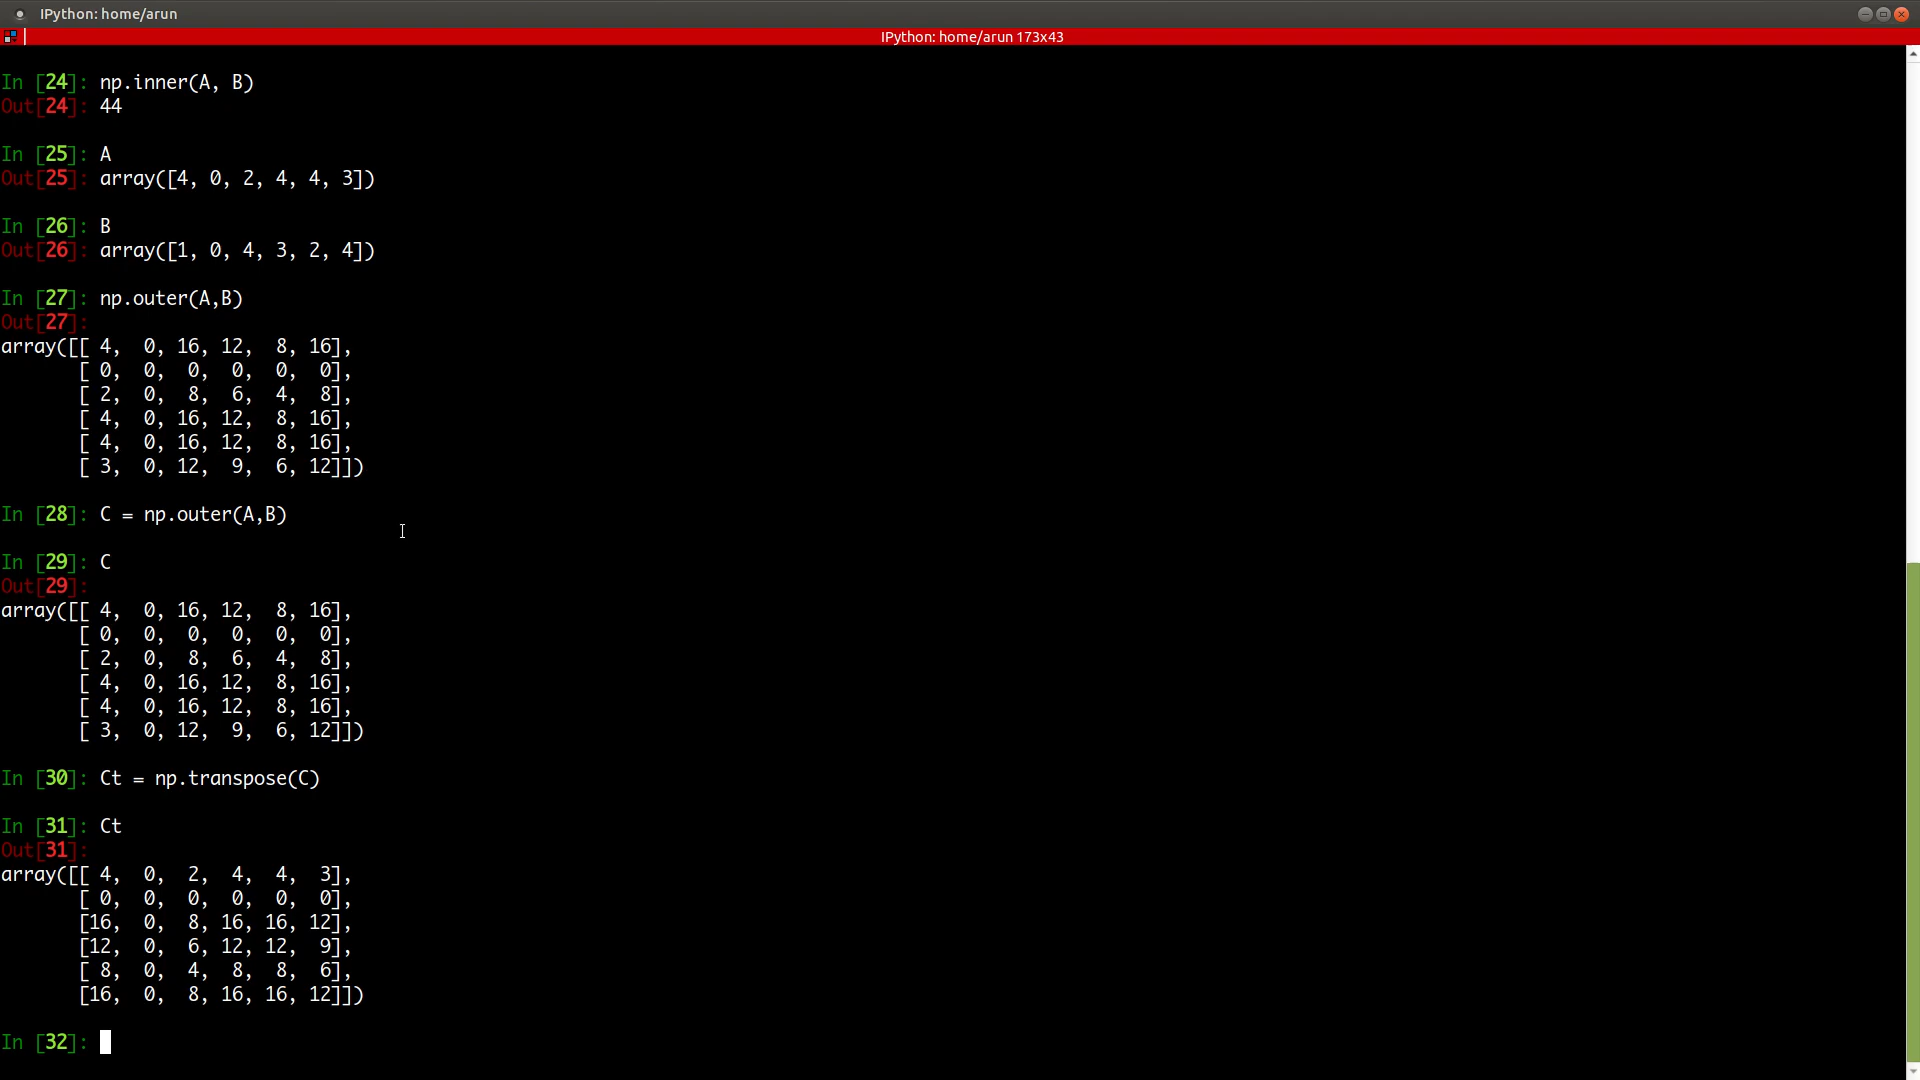 IPython: home/arun
IPython: home/arun 173x43
In [24]: np.inner(A, B)
Out[24]: 44
In [25]: A
Out[25]: array([4, 0, 2, 4, 4, 3])
In [26]: B
Out[26]: array([1, 0, 4, 3, 2, 4])
In [27]: np.outer(A,B)
Out[27]:
array([[ 4,  0, 16, 12,  8, 16],
       [ 0,  0,  0,  0,  0,  0],
       [ 2,  0,  8,  6,  4,  8],
       [ 4,  0, 16, 12,  8, 16],
       [ 4,  0, 16, 12,  8, 16],
       [ 3,  0, 12,  9,  6, 12]])
In [28]: C = np.outer(A,B)
In [29]: C
Out[29]:
array([[ 4,  0, 16, 12,  8, 16],
       [ 0,  0,  0,  0,  0,  0],
       [ 2,  0,  8,  6,  4,  8],
       [ 4,  0, 16, 12,  8, 16],
       [ 4,  0, 16, 12,  8, 16],
       [ 3,  0, 12,  9,  6, 12]])
In [30]: Ct = np.transpose(C)
In [31]: Ct
Out[31]:
array([[ 4,  0,  2,  4,  4,  3],
       [ 0,  0,  0,  0,  0,  0],
       [16,  0,  8, 16, 16, 12],
       [12,  0,  6, 12, 12,  9],
       [ 8,  0,  4,  8,  8,  6],
       [16,  0,  8, 16, 16, 12]])
In [32]: